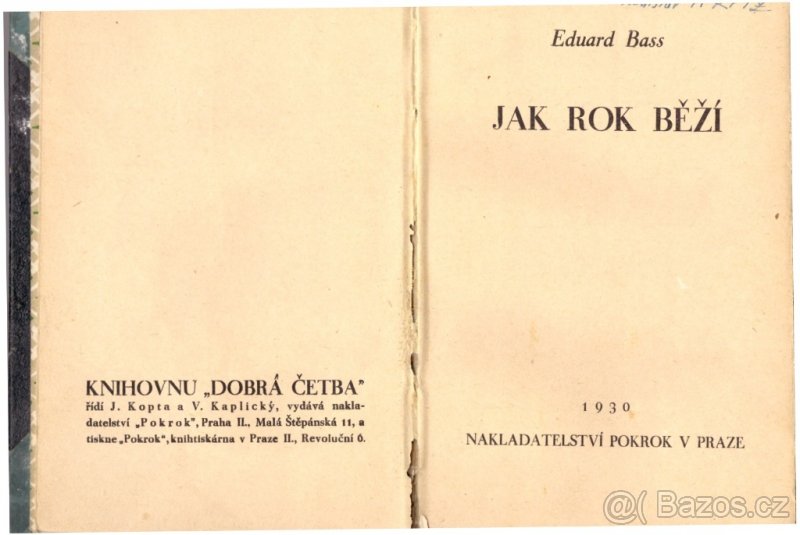 KNIHOVNU „DOBRÁ ČETBA"
řídí J. Kopta a V. Kaplický, vydává nakla-
datelství „Pokrok", Praha II., Malá Štěpánská 11, a
tiskne „Pokrok", knihtiskárna v Praze II., Revoluční 6.
Eduard Bass
JAK ROK BĚŽÍ
1930
NAKLADATELSTVÍ POKROK V PRAZE
@ Bazos.cz